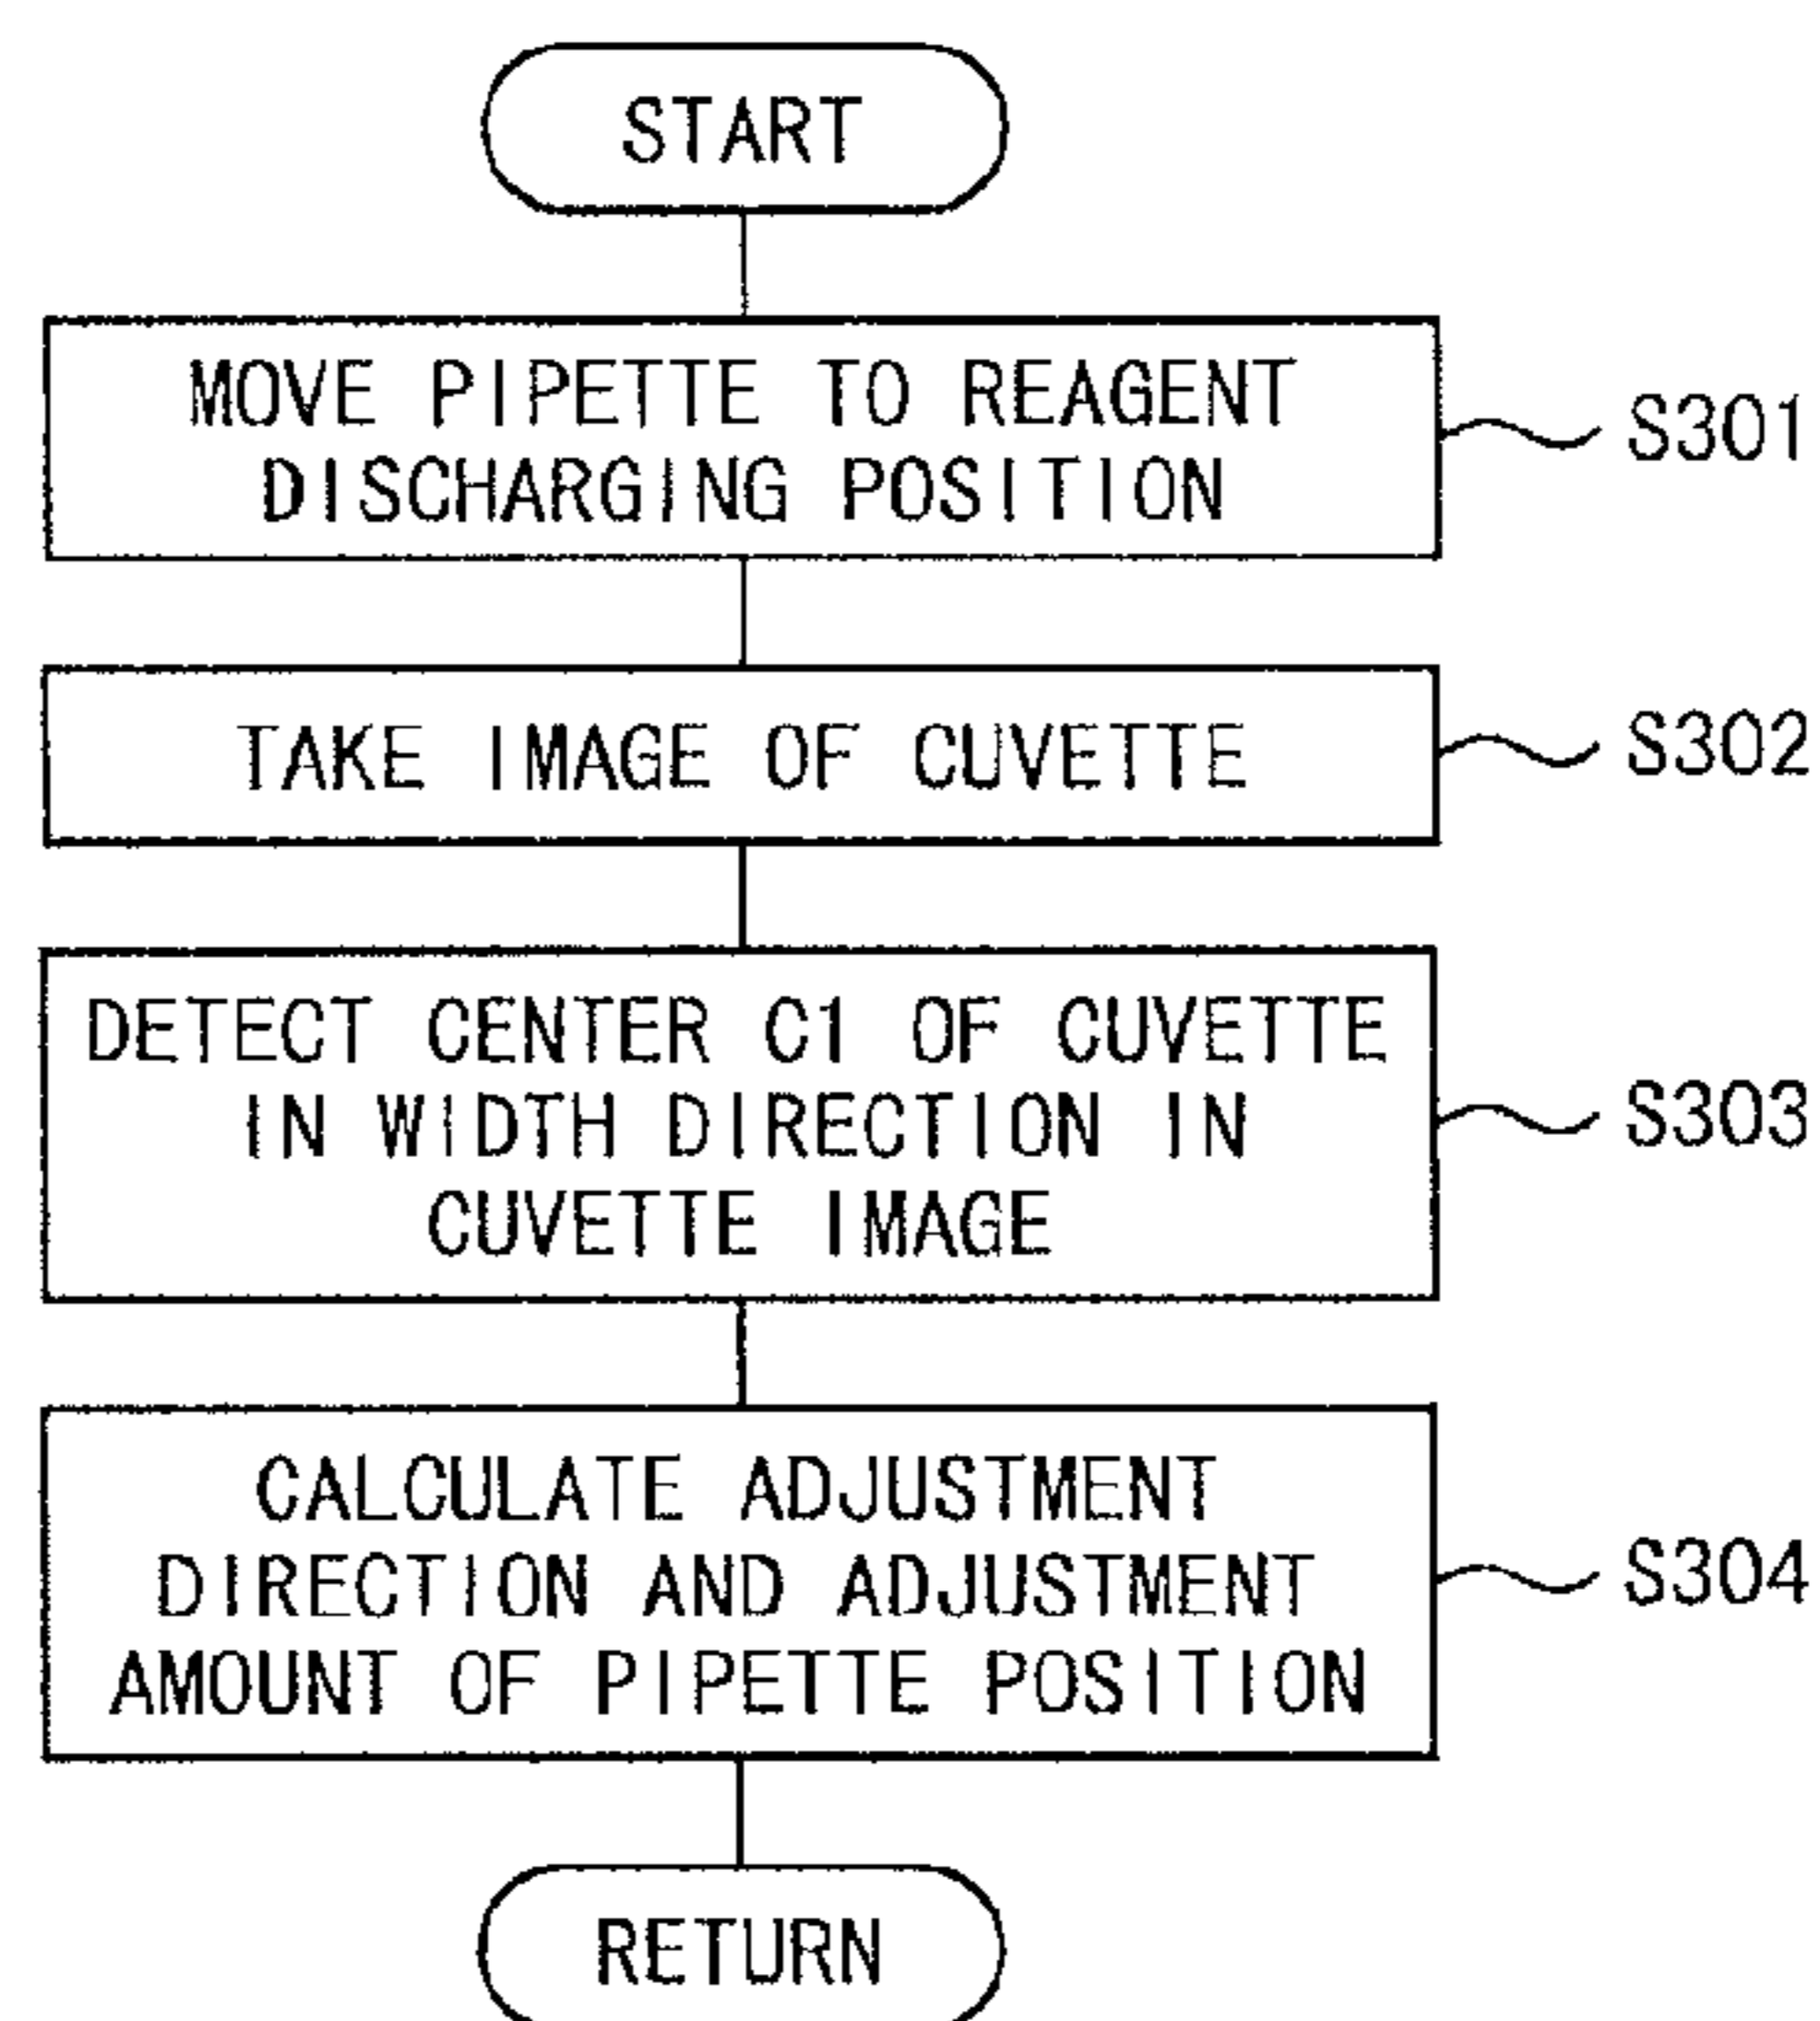 START
MOVE PIPETTE TO REAGENT
DISCHARGING POSITION
S301
TAKE IMAGE OF CUVETTE
S302
DETECT CENTER C1 OF CUVETTE
IN WIDTH DIRECTION IN
CUVETTE IMAGE
S303
CALCULATE ADJUSTMENT
DIRECTION AND ADJUSTMENT
AMOUNT OF PIPETTE POSITION
S304
RETURN